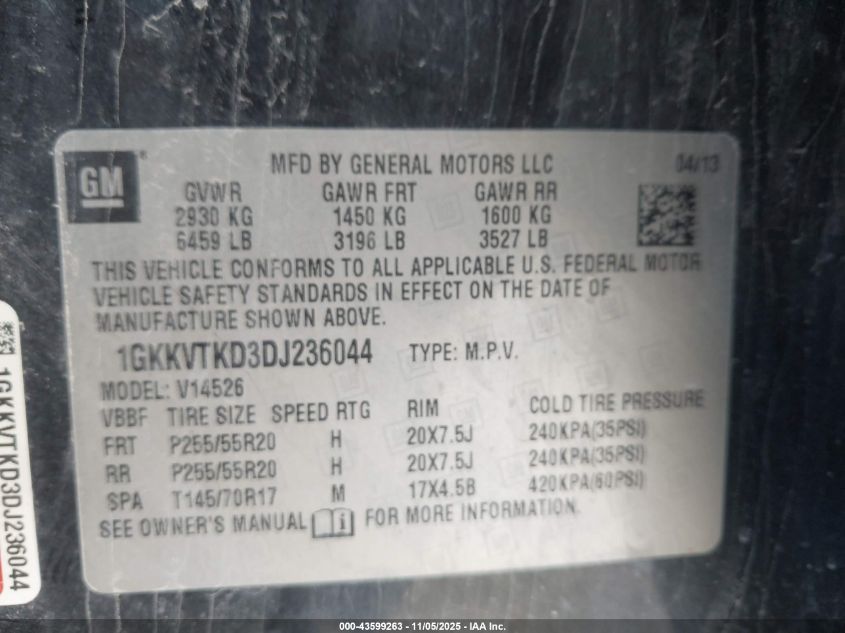 GM®
MFD BY GENERAL MOTORS LLC
04/13
GVWR GAWR FRT GAWR RR
2930 KG 1450 KG 1600 KG
6459 LB 3196 LB 3527 LB
THIS VEHICLE CONFORMS TO ALL APPLICABLE U.S. FEDERAL MOTOR
VEHICLE SAFETY STANDARDS IN EFFECT ON THE DATE OF
MANUFACTURE SHOWN ABOVE.
1GKKVTKD3DJ236044 TYPE: M.P.V.
MODEL: V14526
VBBF TIRE SIZE SPEED RTG RIM COLD TIRE PRESSURE
FRT P255/55R20 H 20X7.5J 240KPA(35PSI)
RR P255/55R20 H 20X7.5J 240KPA(35PSI)
SPA T145/70R17 M 17X4.5B 420KPA(60PSI)
SEE OWNER'S MANUAL FOR MORE INFORMATION.
1GKKVTKD3DJ236044
000-43599263 - 11/05/2025 - IAA Inc.